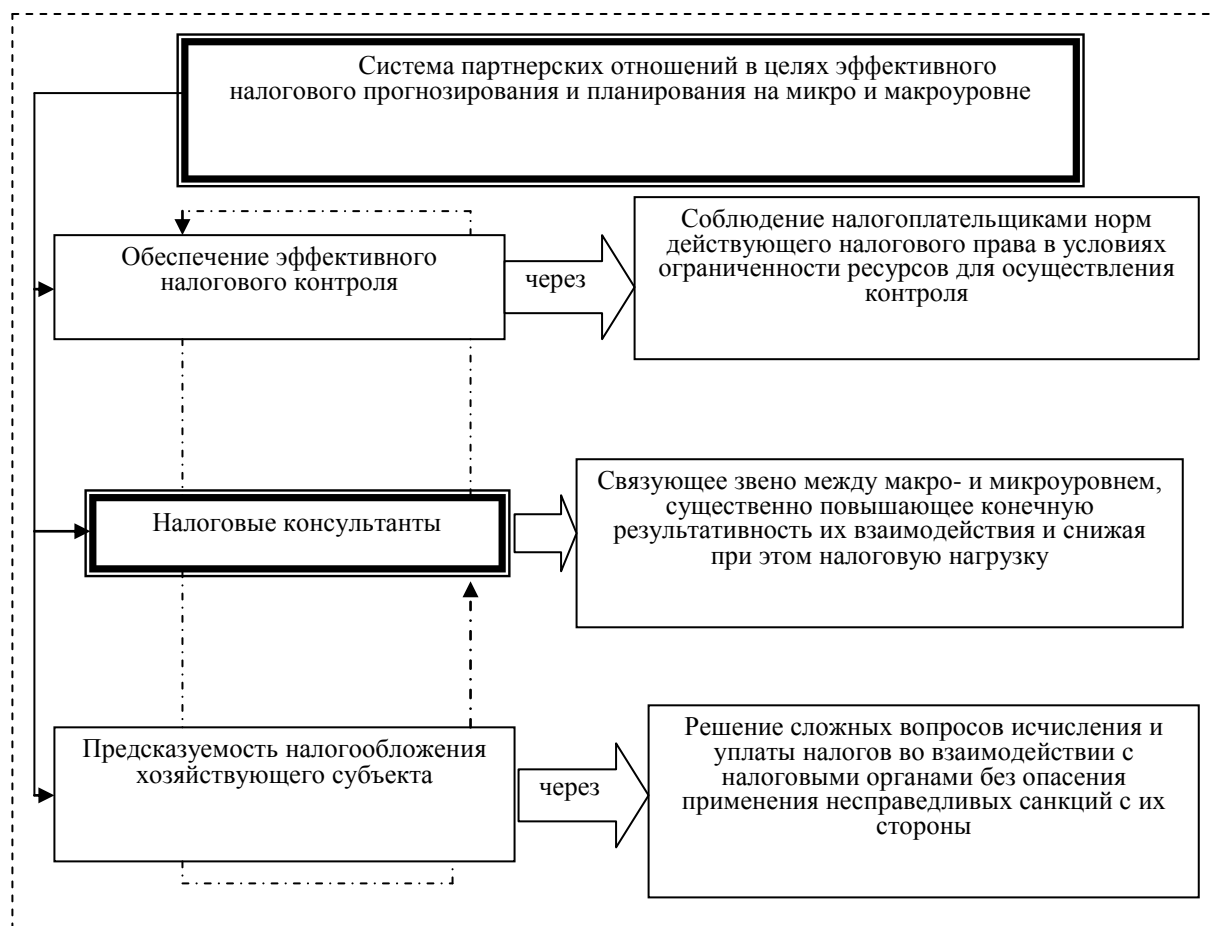 Система партнерских отношений в целях эффективного
налогового прогнозирования и планирования на микро и макроуровне
Обеспечение эффективного
налогового контроля
через
Соблюдение налогоплательщиками норм
действующего налогового права в условиях
ограниченности ресурсов для осуществления
контроля
Налоговые консультанты
Связующее звено между макро- и микроуровнем,
существенно повышающее конечную
результативность их взаимодействия и снижая
при этом налоговую нагрузку
Предсказуемость налогообложения
хозяйствующего субъекта
через
Решение сложных вопросов исчисления и
уплаты налогов во взаимодействии с
налоговыми органами без опасения
применения несправедливых санкций с их
стороны